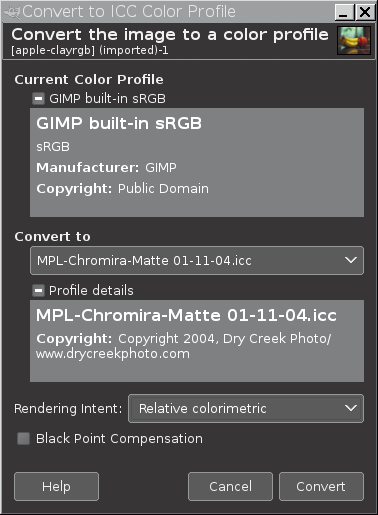 Convert to ICC Color Profile
Convert the image to a color profile
[apple-clayrgb] (imported)-1
Current Color Profile
GIMP built-in sRGB
GIMP built-in sRGB
sRGB
Manufacturer: GIMP
Copyright: Public Domain
Convert to
MPL-Chromira-Matte 01-11-04.icc
Profile details
MPL-Chromira-Matte 01-11-04.icc
Copyright: Copyright 2004, Dry Creek Photo/
www.drycreekphoto.com
Rendering Intent: Relative colorimetric
Black Point Compensation
Help Cancel Convert